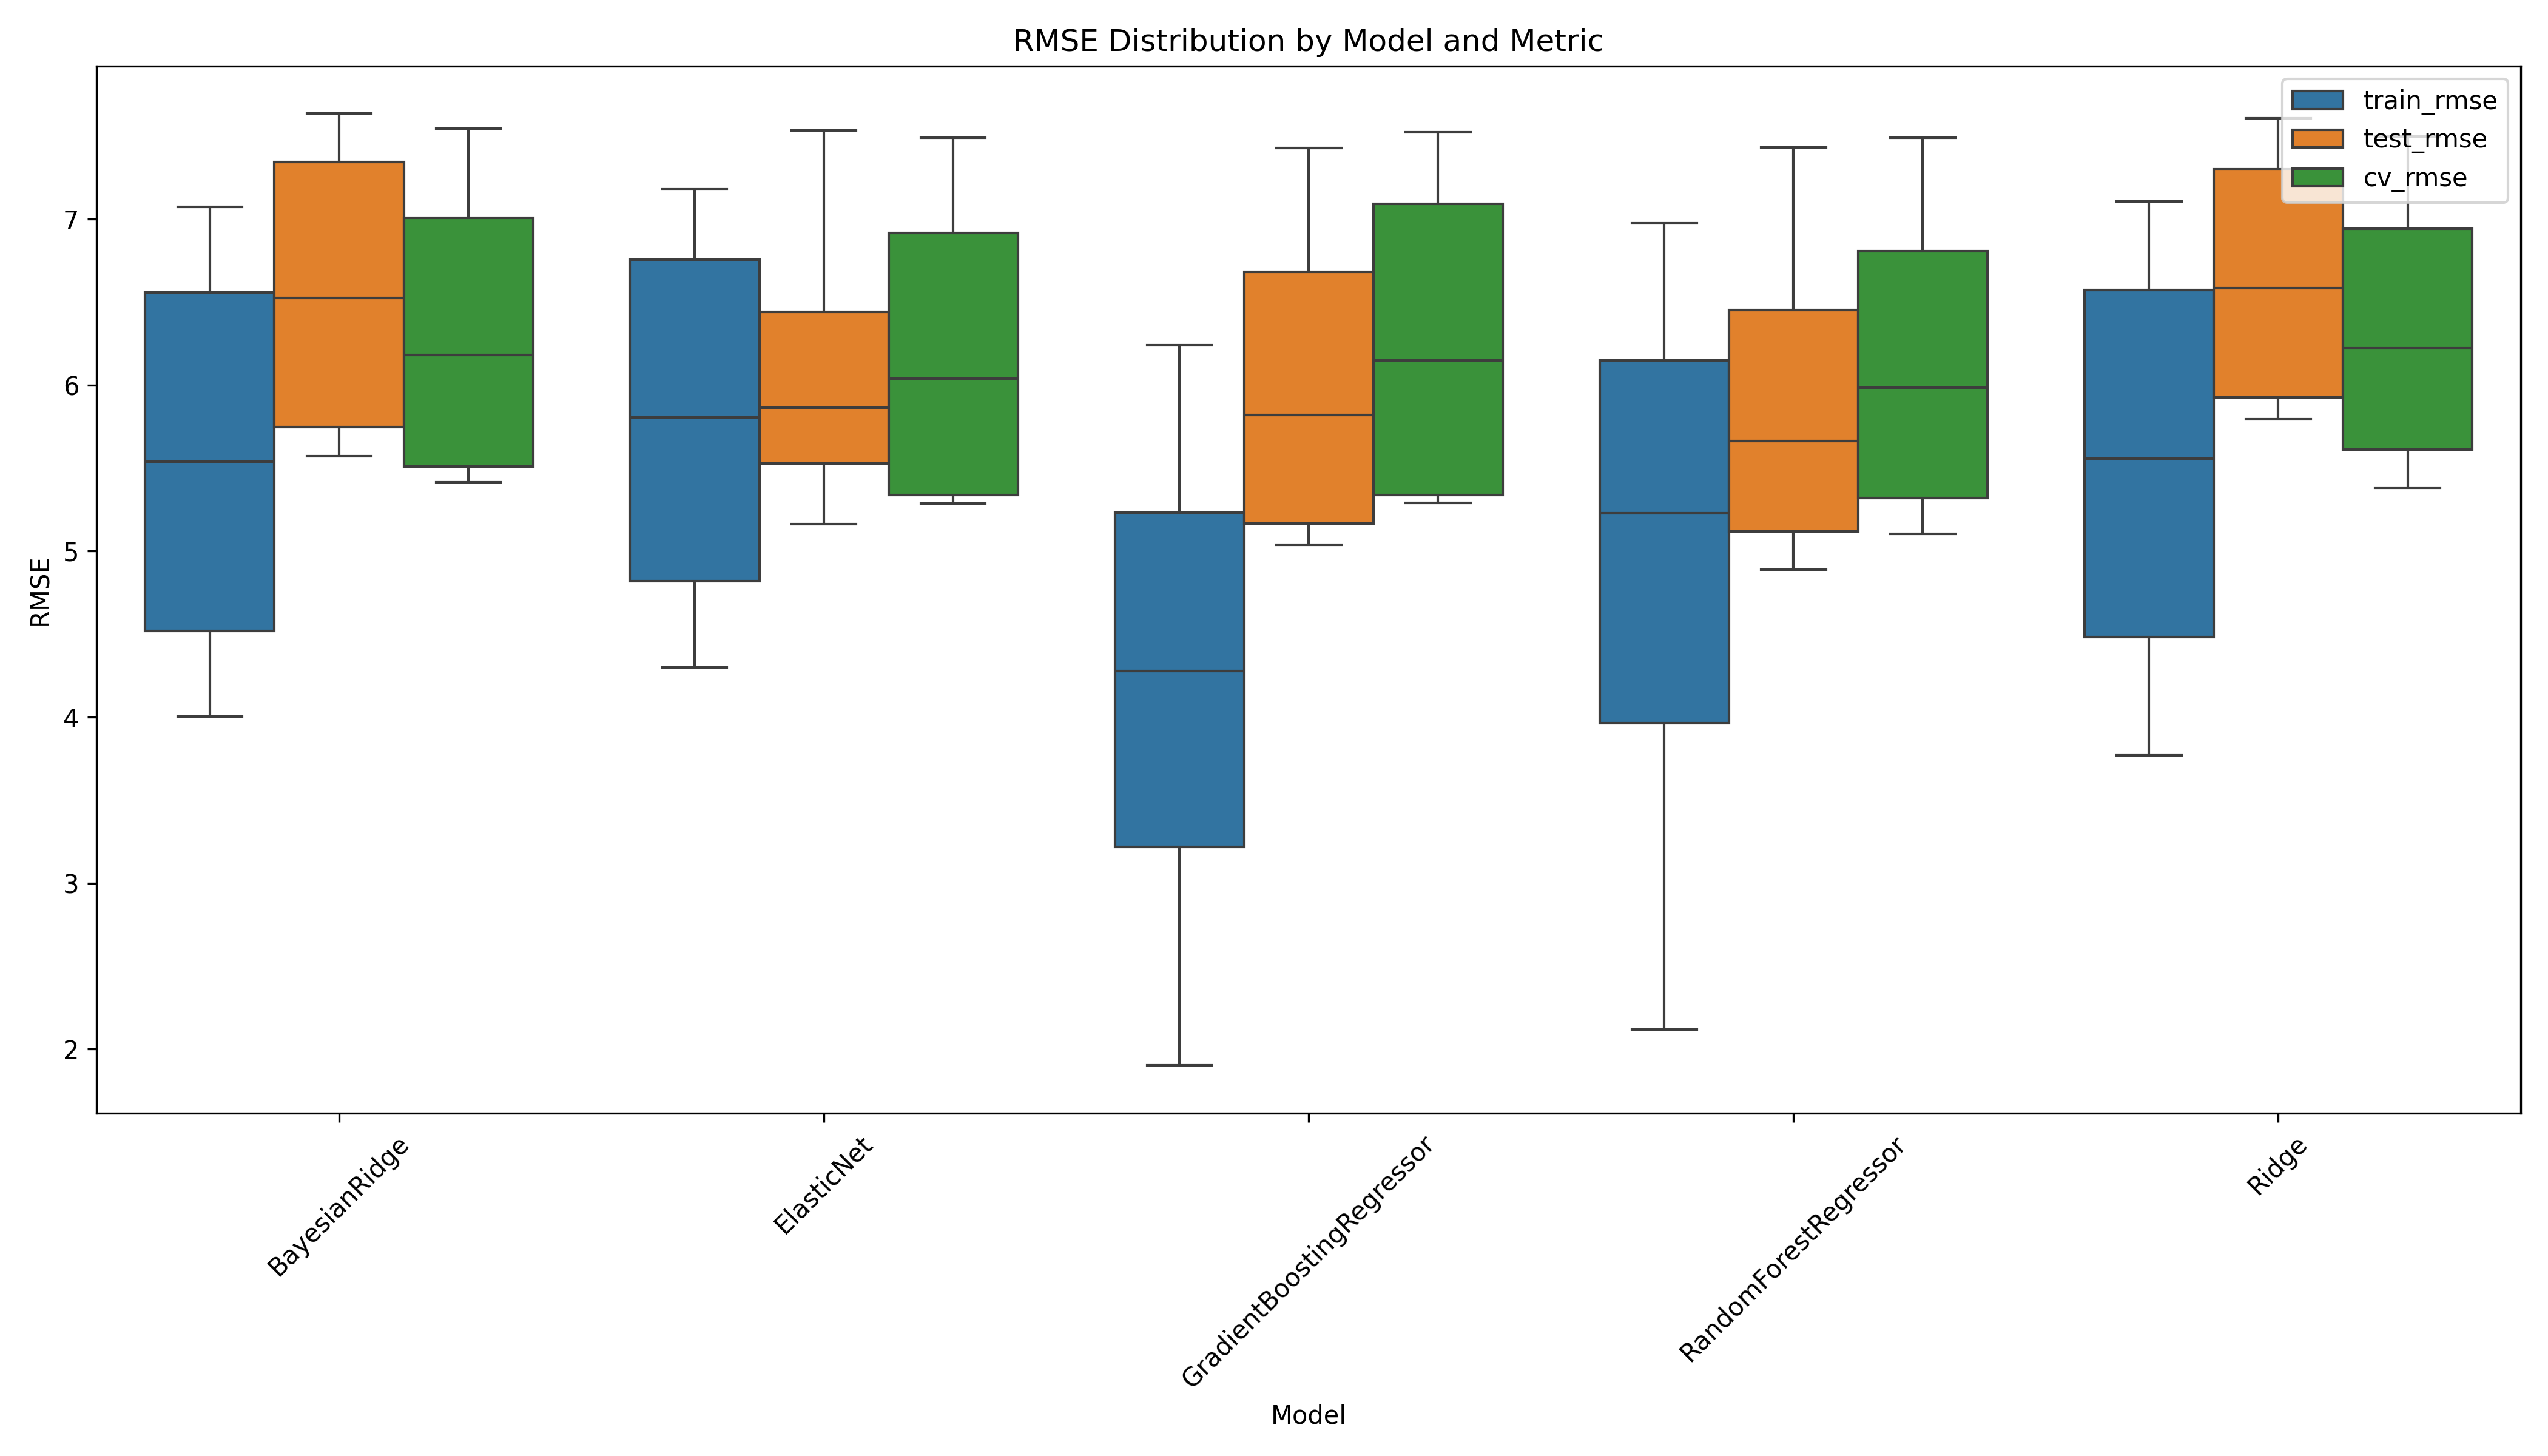 RMSE Distribution by Model and Metric
train_rmse
test_rmse
cv_rmse
RMSE
7
6
5
4
3
2
BayesianRidge
ElasticNet
GradientBoostingRegressor
RandomForestRegressor
Ridge
Model